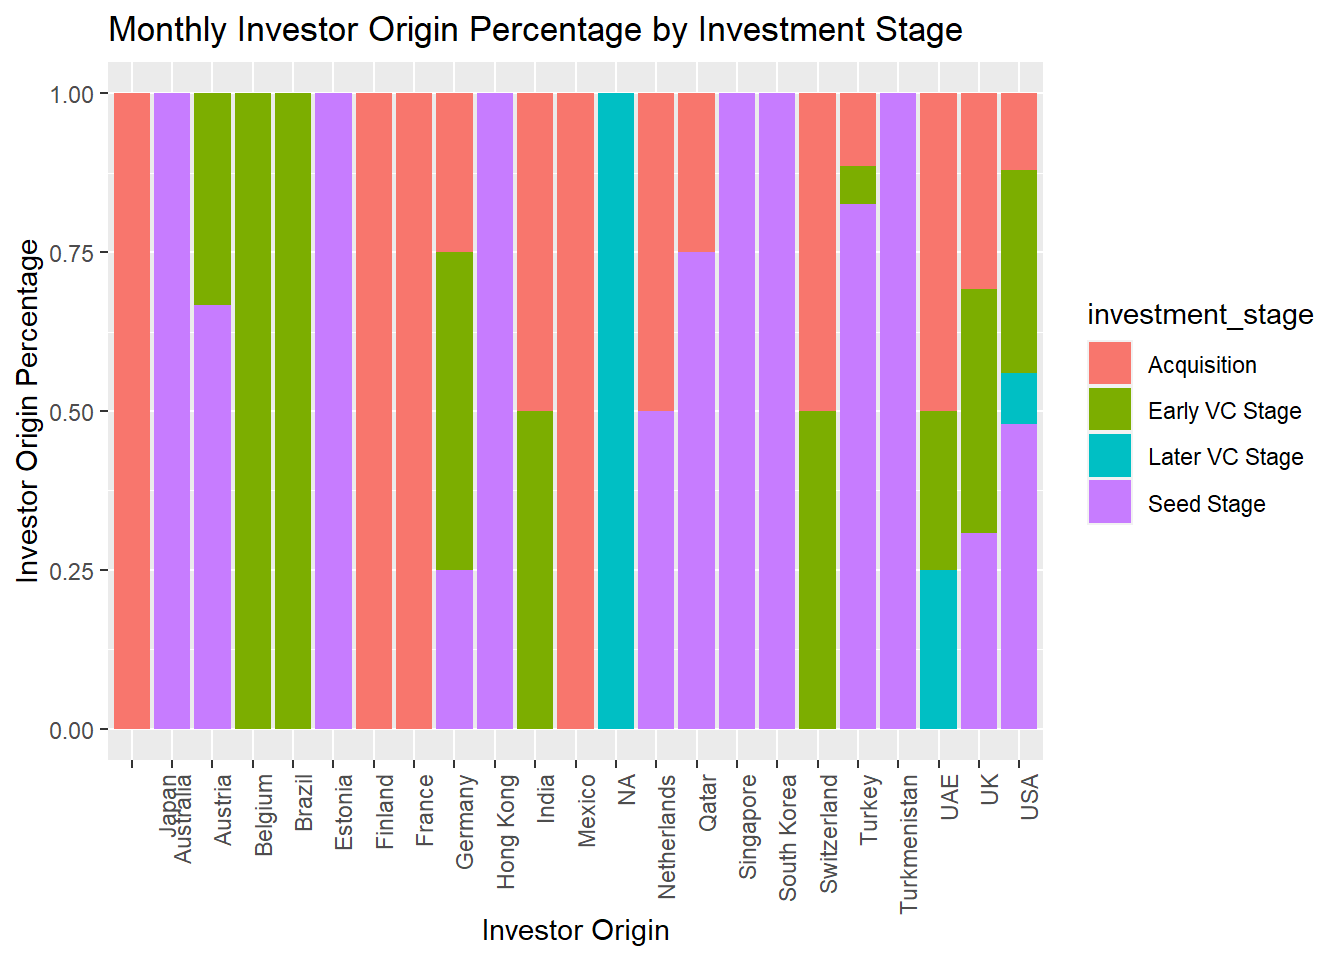 Monthly Investor Origin Percentage by Investment Stage
Investor Origin Percentage
1.00
0.75
0.50
0.25
0.00
Japan
Australia
Austria
Belgium
Brazil
Estonia
Finland
France
Germany
Hong Kong
India
Mexico
NA
Netherlands
Qatar
Singapore
South Korea
Switzerland
Turkey
Turkmenistan
UAE
UK
USA
Investor Origin
investment_stage
Acquisition
Early VC Stage
Later VC Stage
Seed Stage